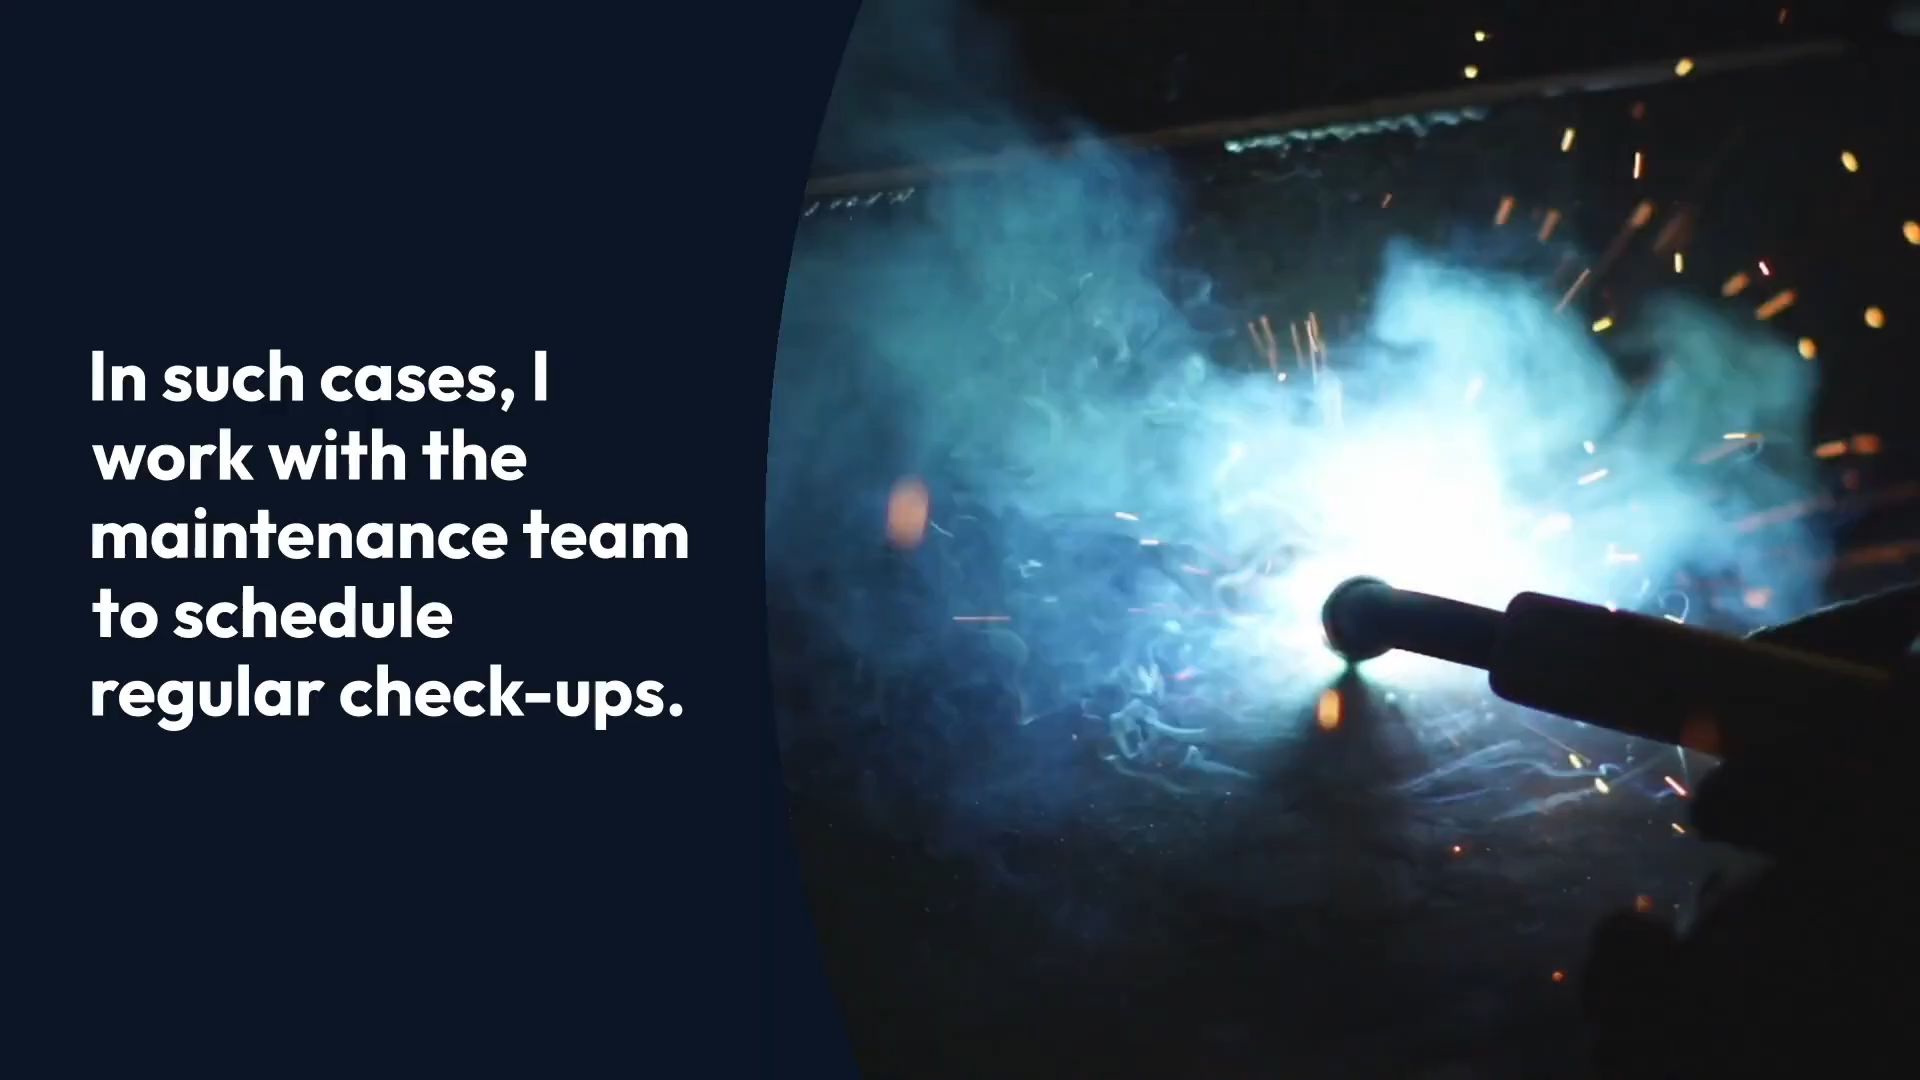 In such cases, I
work with the
maintenance team
to schedule
regular check-ups.